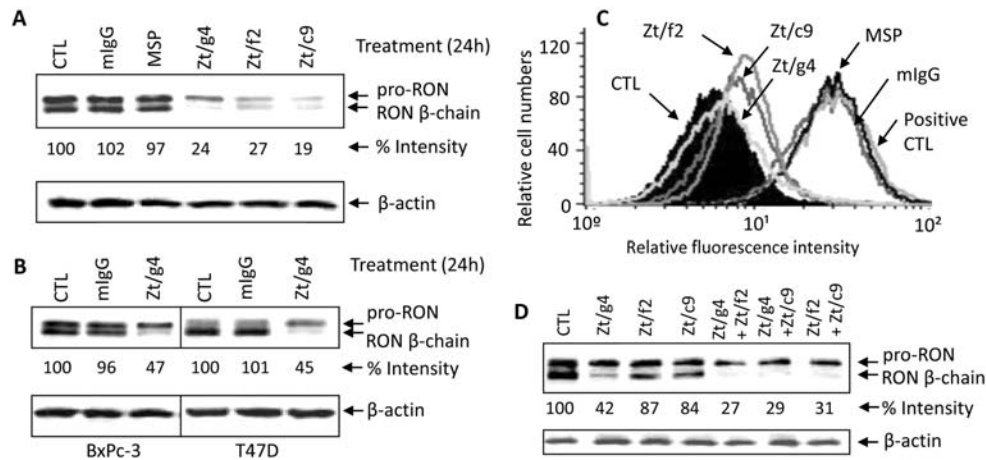 A
CTL mIgG MSP Zt/g4 Zt/f2 Zt/c9 Treatment (24h)
pro-RON
RON β-chain
100 102 97 24 27 19 % Intensity
β-actin
B
CTL mIgG Zt/g4 CTL mIgG Zt/g4 Treatment (24h)
pro-RON
RON β-chain
100 96 47 100 101 45 % Intensity
β-actin
BxPc-3 T47D
C
Relative cell numbers
120
80
40
0
Zt/f2
Zt/c9
Zt/g4
CTL
MSP
mIgG
Positive
CTL
10º 10¹ 10²
Relative fluorescence intensity
D
CTL Zt/g4 Zt/f2 Zt/c9 Zt/g4 + Zt/f2 Zt/g4 +Zt/c9 Zt/f2 + Zt/c9
pro-RON
RON β-chain
100 42 87 84 27 29 31 % Intensity
β-actin